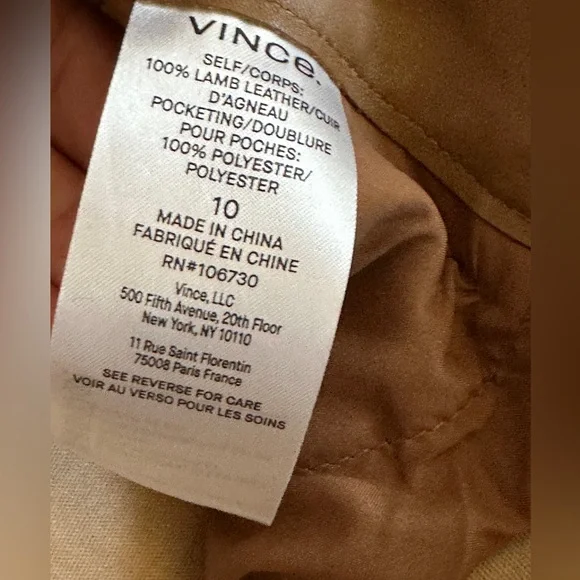 VINCE.
SELF/CORPS:
100% LAMB LEATHER/CUIR
D'AGNEAU
POCKETING/DOUBLURE
POUR POCHES:
100% POLYESTER/
POLYESTER
10
MADE IN CHINA
FABRIQUÉ EN CHINE
RN#106730
Vince, LLC
500 Fifth Avenue, 20th Floor
New York, NY 10110
11 Rue Saint Florentin
75008 Paris France
SEE REVERSE FOR CARE
VOIR AU VERSO POUR LES SOINS